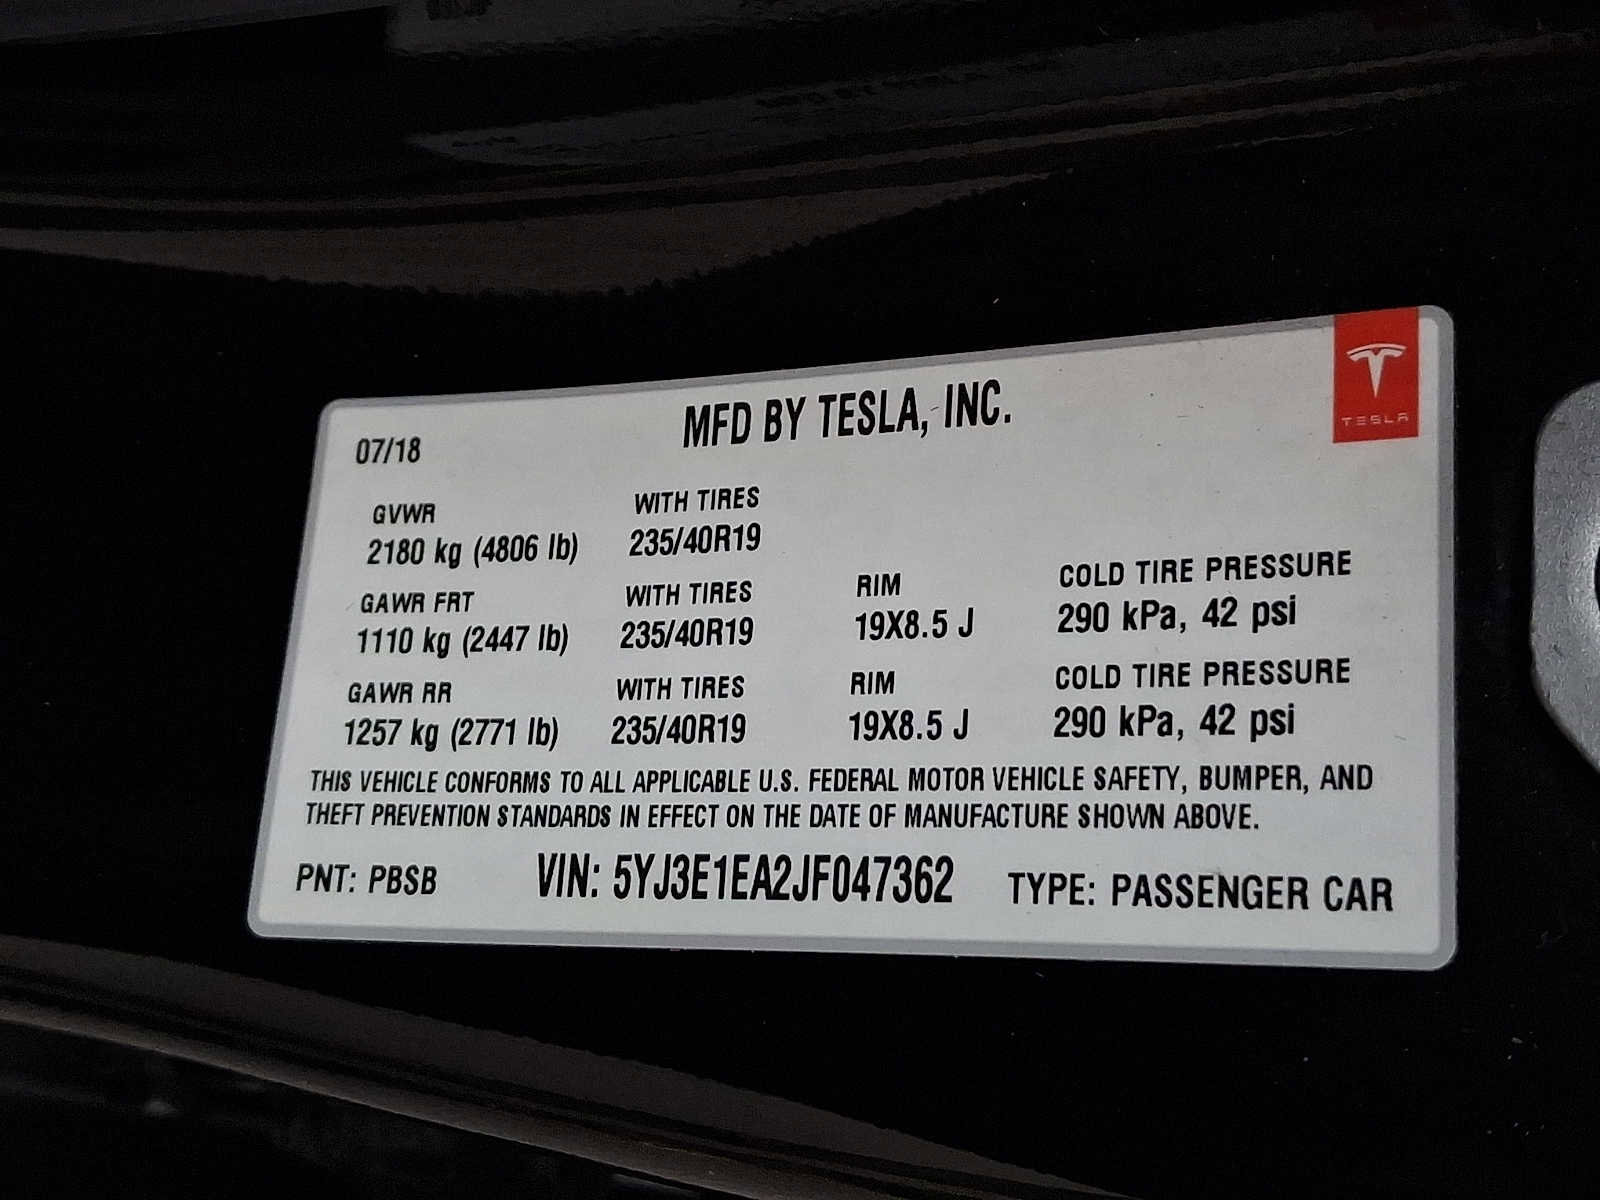 TESLA
MFD BY TESLA, INC.
07/18
GVWR WITH TIRES
2180 kg (4806 lb) 235/40R19
GAWR FRT WITH TIRES RIM COLD TIRE PRESSURE
1110 kg (2447 lb) 235/40R19 19X8.5 J 290 kPa, 42 psi
GAWR RR WITH TIRES RIM COLD TIRE PRESSURE
1257 kg (2771 lb) 235/40R19 19X8.5 J 290 kPa, 42 psi
THIS VEHICLE CONFORMS TO ALL APPLICABLE U.S. FEDERAL MOTOR VEHICLE SAFETY, BUMPER, AND
THEFT PREVENTION STANDARDS IN EFFECT ON THE DATE OF MANUFACTURE SHOWN ABOVE.
PNT: PBSB VIN: 5YJ3E1EA2JF047362 TYPE: PASSENGER CAR